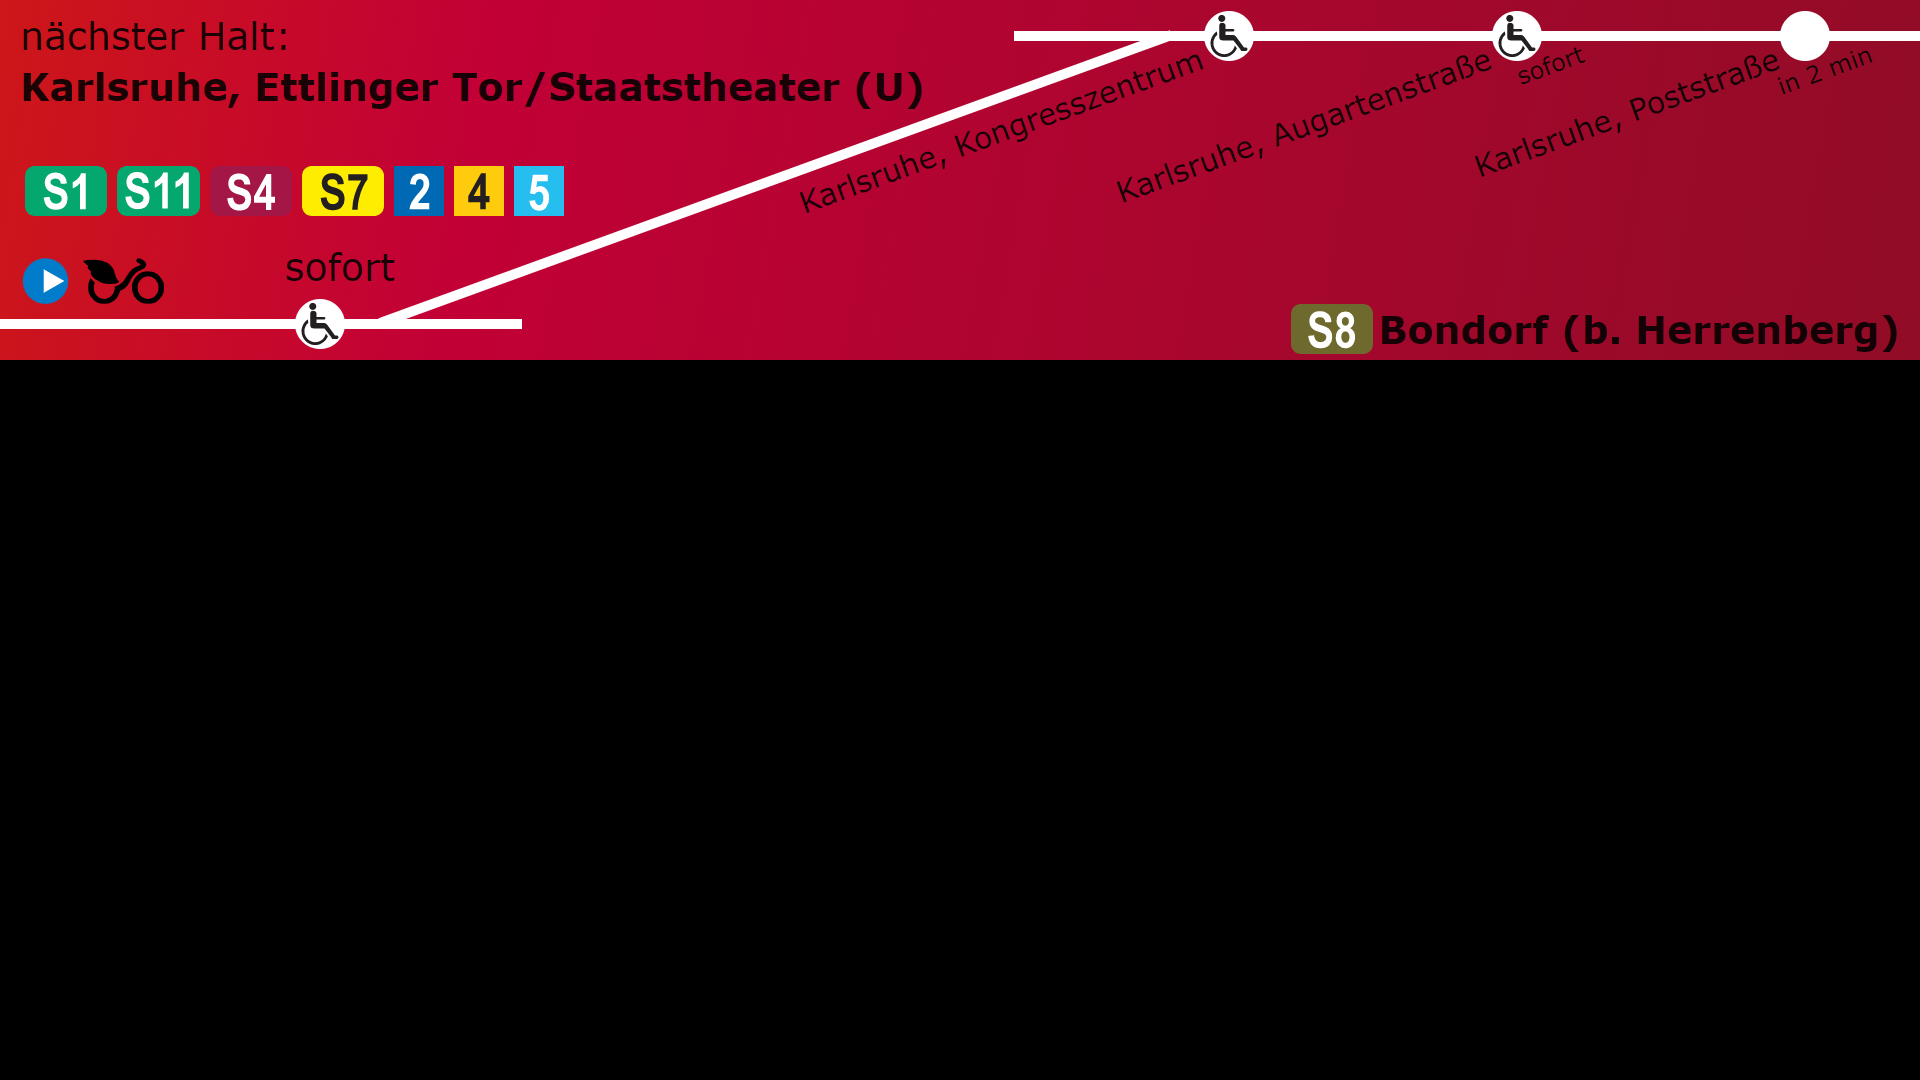 nächster Halt:
Karlsruhe, Ettlinger Tor/Staatstheater (U)
S1 S11 S4 S7 2 4 5
sofort
Karlsruhe, Kongresszentrum
Karlsruhe, Augartenstraße
sofort
Karlsruhe, Poststraße
in 2 min
S8 Bondorf (b. Herrenberg)